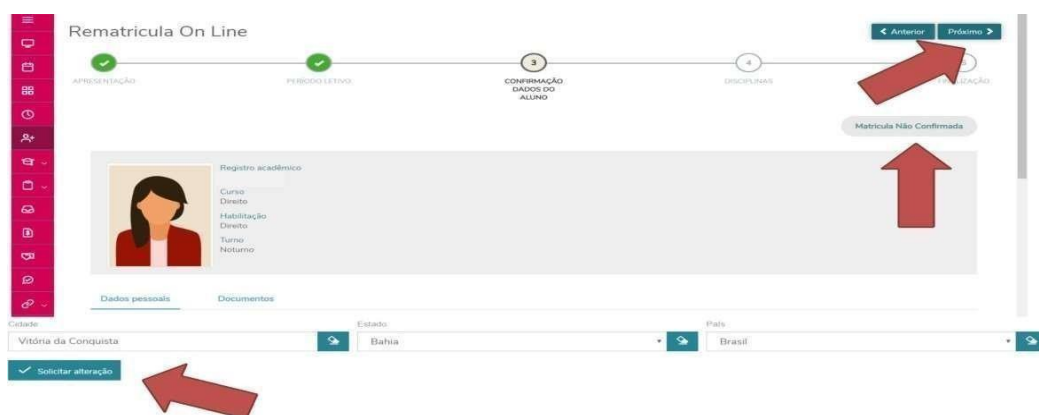 Rematricula On Line
Anterior
Próximo
3
4
APRESENTAÇÃO
PERÍODO LETIVO
CONFIRMAÇÃO
DADOS DO
ALUNO
DISCIPLINAS
Matricula Não Confirmada
Registro acadêmico
Curso
Direito
Habilitação
Direito
Turno
Noturno
Dados pessoais
Documentos
Cidade
Estado
País
Vitória da Conquista
Bahia
Brasil
Solicitar alteração